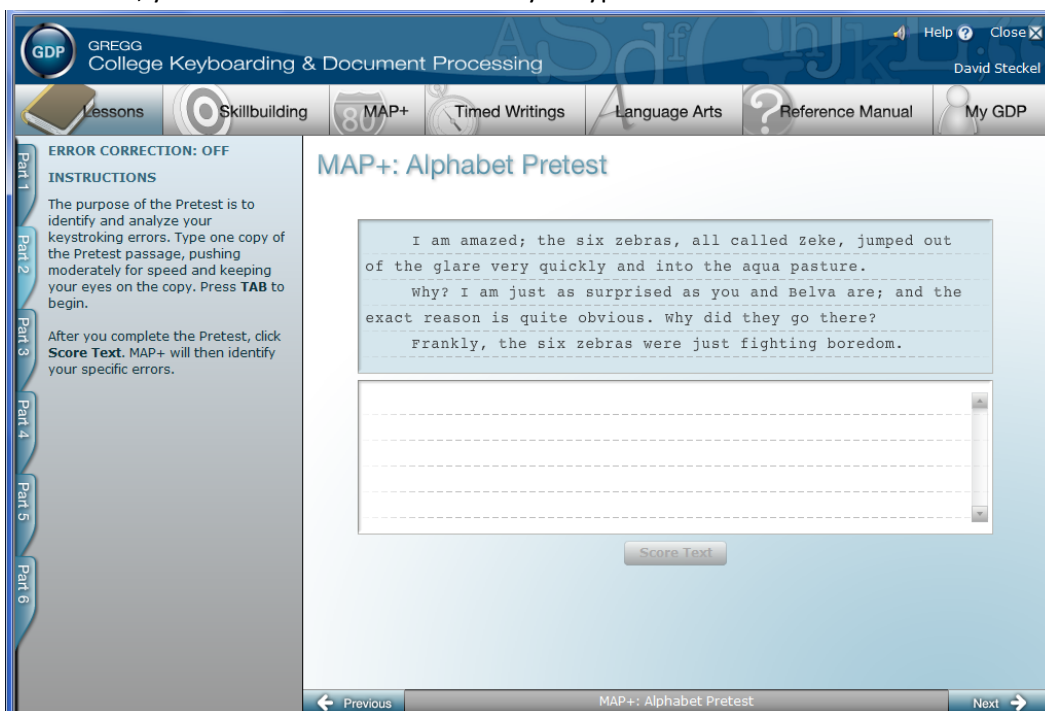 GDP
GREGG
College Keyboarding & Document Processing
Help ? Close
David Steckel
Lessons
Skillbuilding
80
MAP+
Timed Writings
Language Arts
?
Reference Manual
My GDP
Part 1
Part 2
Part 3
Part 4
Part 5
Part 6
ERROR CORRECTION: OFF
INSTRUCTIONS
The purpose of the Pretest is to
identify and analyze your
keystroking errors. Type one copy of
the Pretest passage, pushing
moderately for speed and keeping
your eyes on the copy. Press TAB to
begin.
After you complete the Pretest, click
Score Text. MAP+ will then identify
your specific errors.
MAP+: Alphabet Pretest
I am amazed; the six zebras, all called Zeke, jumped out
of the glare very quickly and into the aqua pasture.
Why? I am just as surprised as you and Belva are; and the
exact reason is quite obvious. Why did they go there?
Frankly, the six zebras were just fighting boredom.
Score Text
Previous
MAP+: Alphabet Pretest
Next